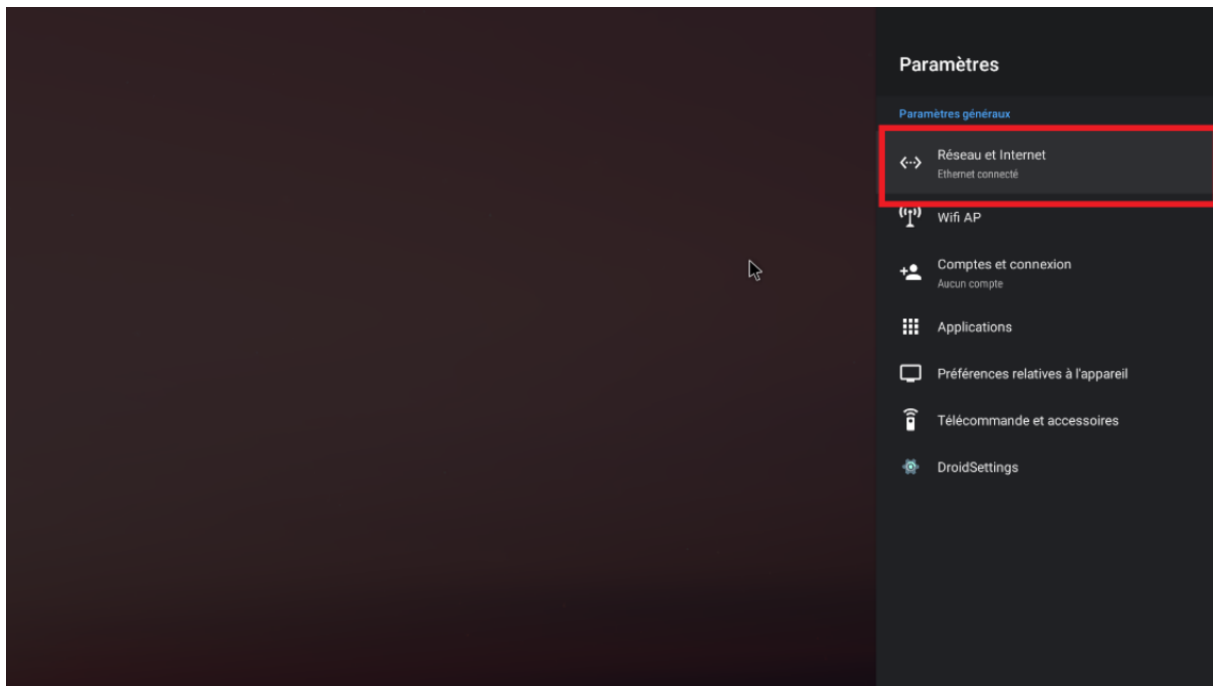 Paramètres
Paramètres généraux
Réseau et Internet
Ethernet connecté
Wifi AP
Comptes et connexion
Aucun compte
Applications
Préférences relatives à l'appareil
Télécommande et accessoires
DroidSettings